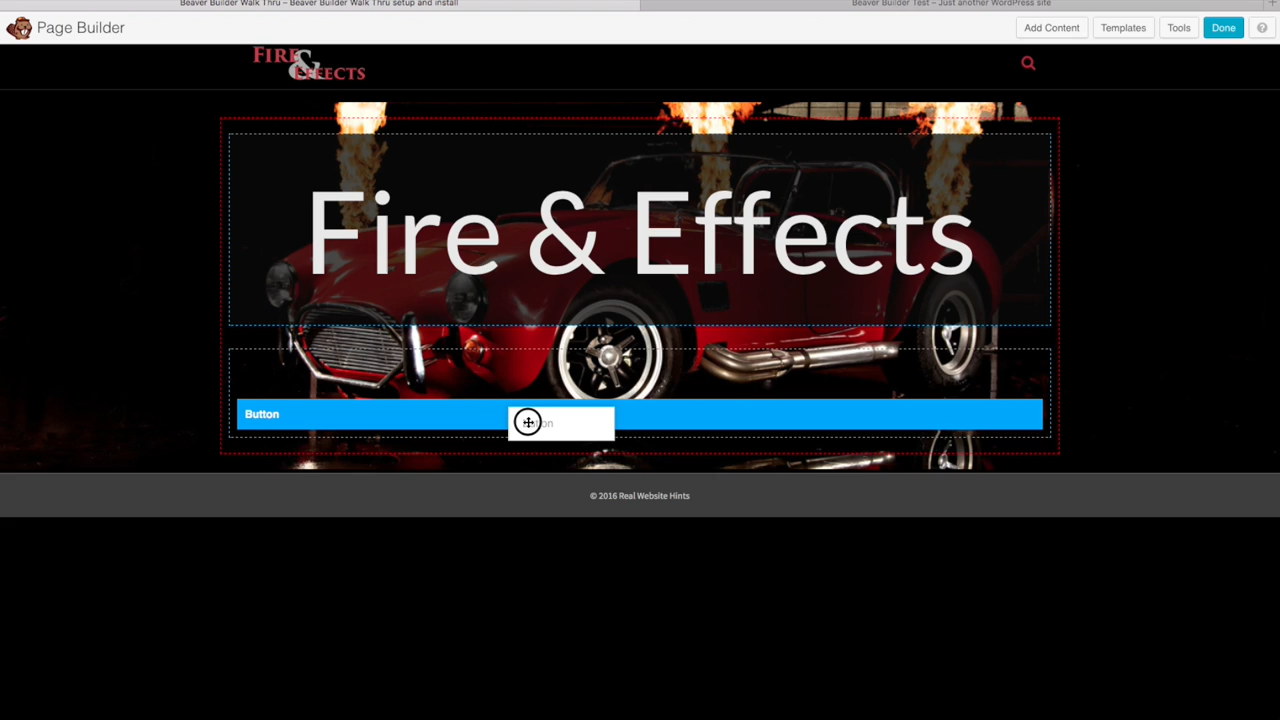 Beaver Builder Walk Thru – Beaver Builder Walk Thru setup and install
Beaver Builder Test – Just another WordPress site
Page Builder
Add Content
Templates
Tools
Done
?
FIRE
&
EFFECTS
Fire & Effects
Button
Button
© 2016 Real Website Hints